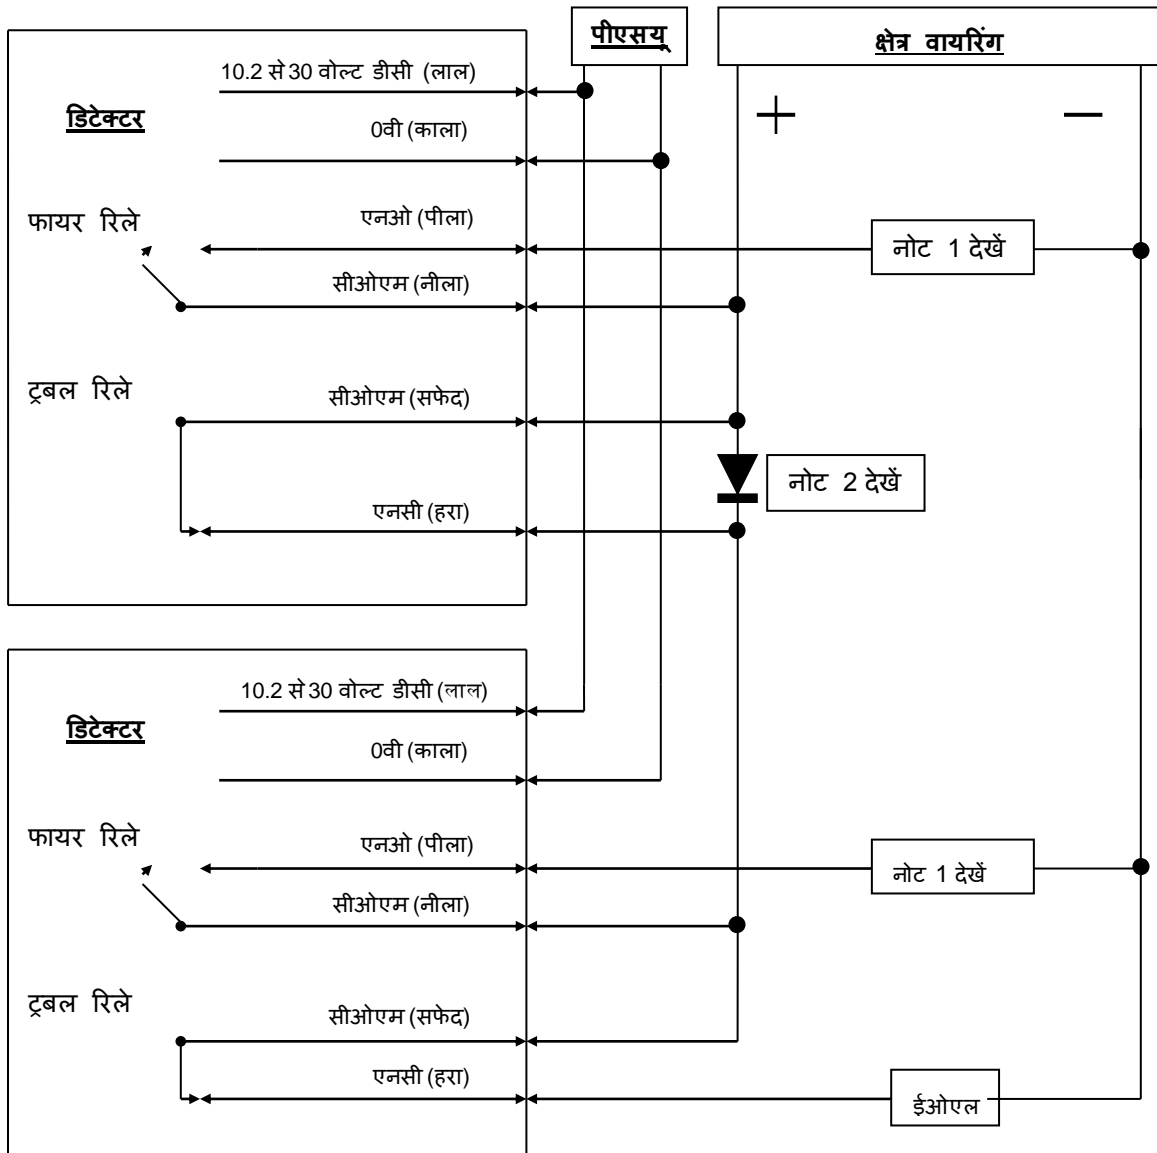 पीएसयू
क्षेत्र वायरिंग
10.2 से 30 वोल्ट डीसी (लाल)
डिटेक्टर
0वी (काला)
+
−
फायर रिले
एनओ (पीला)
नोट 1 देखें
सीओएम (नीला)
ट्रबल रिले
सीओएम (सफेद)
नोट 2 देखें
एनसी (हरा)
10.2 से 30 वोल्ट डीसी (लाल)
डिटेक्टर
0वी (काला)
फायर रिले
एनओ (पीला)
नोट 1 देखें
सीओएम (नीला)
ट्रबल रिले
सीओएम (सफेद)
एनसी (हरा)
ईओएल